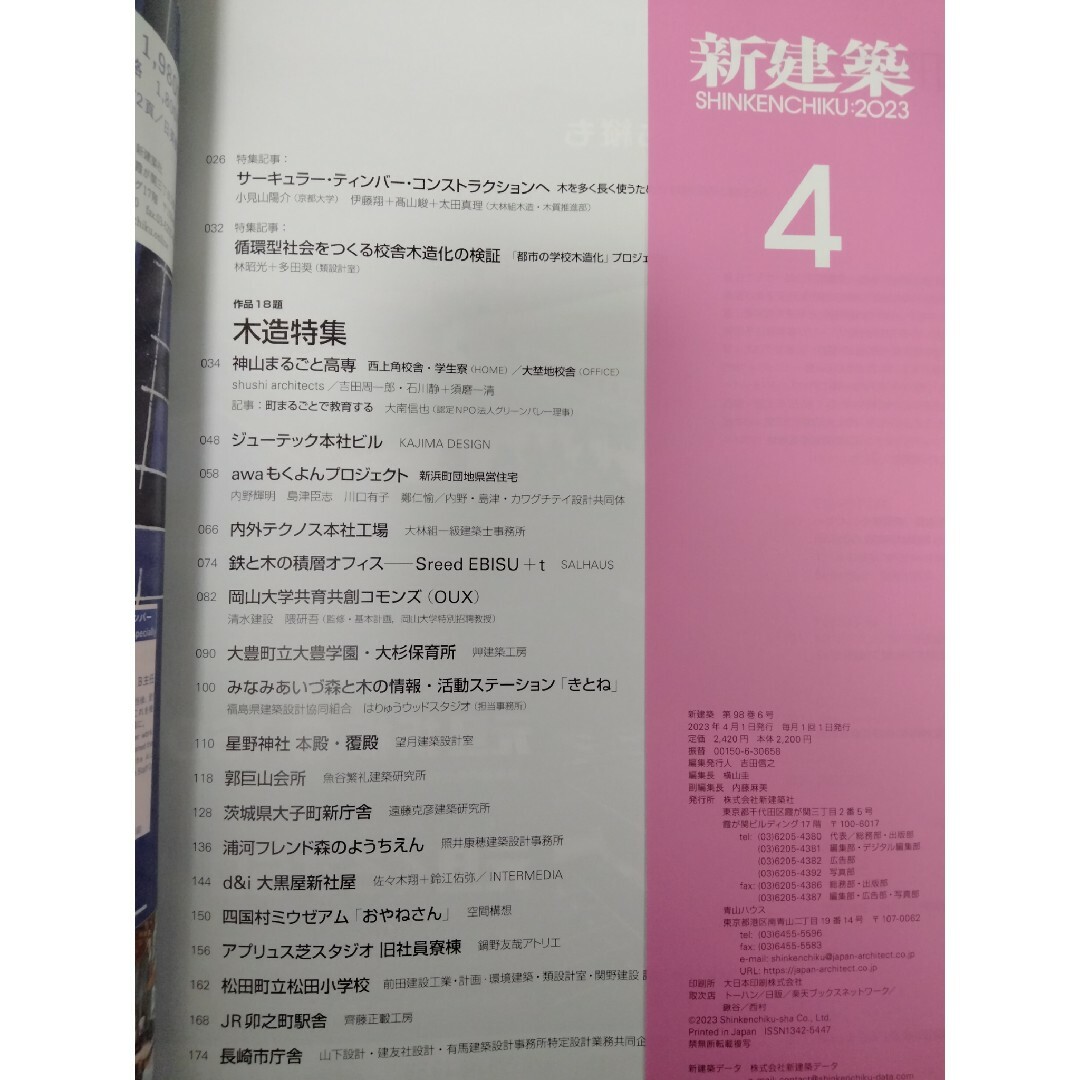 新建築
SHINKENCHIKU:2023
4
026 特集記事：
サーキュラー・ティンバー・コンストラクションへ 木を多く長く使うため
小見山陽介（京都大学） 伊藤翔＋髙山峻＋太田真理（大林組木造・木質推進部）
032 特集記事：
循環型社会をつくる校舎木造化の検証 「都市の学校木造化」プロジェ
林昭光＋多田奨（類設計室）
作品18題
木造特集
034 神山まるごと高専 西上角校舎・学生寮（HOME）／大埜地校舎（OFFICE）
shushi architects／吉田周一郎・石川静＋須磨一清
記事：町まるごとで教育する 大南信也（認定NPO法人グリーンバレー理事）
048 ジューテック本社ビル KAJIMA DESIGN
058 awaもくよんプロジェクト 新浜町団地県営住宅
内野輝明 島津臣志 川口有子 鄭仁愉／内野・島津・カワグチテイ設計共同体
066 内外テクノス本社工場 大林組一級建築士事務所
074 鉄と木の積層オフィス——Sreed EBISU＋t SALHAUS
082 岡山大学共育共創コモンズ（OUX）
清水建設 隈研吾（監修・基本計画，岡山大学特別招聘教授）
090 大豊町立大豊学園・大杉保育所 艸建築工房
100 みなみあいづ森と木の情報・活動ステーション「きとね」
福島県建築設計協同組合 はりゅうウッドスタジオ（担当事務所）
110 星野神社 本殿・覆殿 望月建築設計室
118 郭巨山会所 魚谷繁礼建築研究所
128 茨城県大子町新庁舎 遠藤克彦建築研究所
136 浦河フレンド森のようちえん 照井康穂建築設計事務所
144 d&i 大黒屋新社屋 佐々木翔＋鈴江佑弥／INTERMEDIA
150 四国村ミウゼアム「おやねさん」 空間構想
156 アプリュス芝スタジオ 旧社員寮棟 鍋野友哉アトリエ
162 松田町立松田小学校 前田建設工業・計画・環境建築・類設計室・関野建設
168 JR卯之町駅舎 齊藤正轂工房
174 長崎市庁舎 山下設計・建友社設計・有馬建築設計事務所特定設計業務共同企
新建築 第98巻6号
2023年4月1日発行 毎月1回1日発行
定価 2,420円 本体2,200円
振替 00150-6-30658
編集発行人 吉田信之
編集長 横山圭
副編集長 内藤麻美
発行所 株式会社新建築社
東京都千代田区霞が関三丁目2番5号
霞が関ビルディング17階 〒100-6017
tel: (03)6205-4380 代表／総務部・出版部
(03)6205-4381 編集部・デジタル編集部
(03)6205-4382 広告部
(03)6205-4392 写真部
fax: (03)6205-4386 総務部・出版部
(03)6205-4387 編集部・広告部・写真部
青山ハウス
東京都港区南青山二丁目19番14号 〒107-0062
tel: (03)6455-5596
fax: (03)6455-5583
e-mail: shinkenchiku@japan-architect.co.jp
URL: https://japan-architect.co.jp
印刷所 大日本印刷株式会社
取次店 トーハン／日販／楽天ブックスネットワーク／
鍬谷／西村
©2023 Shinkenchiku-sha Co., Ltd.
Printed in Japan ISSN1342-5447
禁無断転載複写
新建築データ 株式会社新建築データ